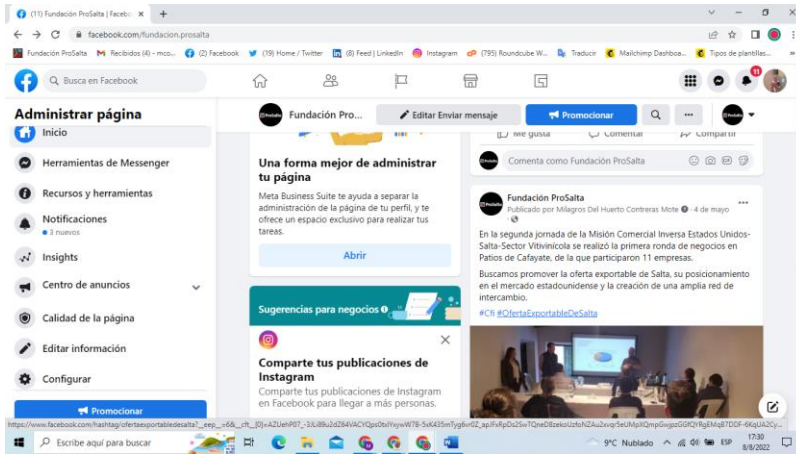 (11) Fundación ProSalta | Facebo
facebook.com/fundacion.prosalta
Fundación ProSalta
Recibidos (4) - mco...
(2) Facebook
(19) Home / Twitter
(8) Feed | LinkedIn
Instagram
(795) Roundcube W...
Traducir
Mailchimp Dashboa...
Tipos de plantillas...
Busca en Facebook
11
Administrar página
Fundación Pro...
Editar Enviar mensaje
Promocionar
Inicio
Herramientas de Messenger
Recursos y herramientas
Notificaciones
3 nuevos
Insights
Centro de anuncios
Calidad de la página
Editar información
Configurar
Promocionar
Una forma mejor de administrar
tu página
Meta Business Suite te ayuda a separar la
administración de la página de tu perfil, y te
ofrece un espacio exclusivo para realizar tus
tareas.
Abrir
Sugerencias para negocios
Comparte tus publicaciones de
Instagram
Comparte tus publicaciones de Instagram
en Facebook para llegar a más personas.
Me gusta
Comentar
Compartir
Comenta como Fundación ProSalta
Fundación ProSalta
Publicado por Milagros Del Huerto Contreras Mote · 4 de mayo
En la segunda jornada de la Misión Comercial Inversa Estados Unidos-
Salta-Sector Vitivinícola se realizó la primera ronda de negocios en
Patios de Cafayate, de la que participaron 11 empresas.
Buscamos promover la oferta exportable de Salta, su posicionamiento
en el mercado estadounidense y la creación de una amplia red de
intercambio.
#Cfi #OfertaExportableDeSalta
Escribe aquí para buscar
9°C Nublado
ESP
17:30
8/8/2022